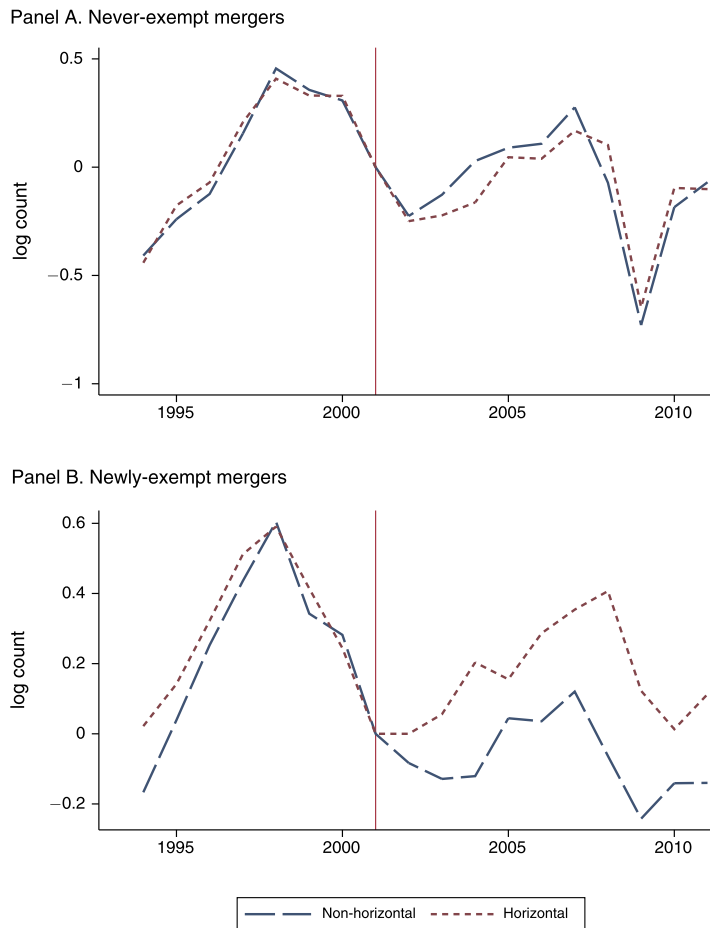 Panel A. Never-exempt mergers
0.5
0
−0.5
−1
log count
1995 2000 2005 2010
Panel B. Newly-exempt mergers
0.6
0.4
0.2
0
−0.2
log count
1995 2000 2005 2010
Non-horizontal Horizontal